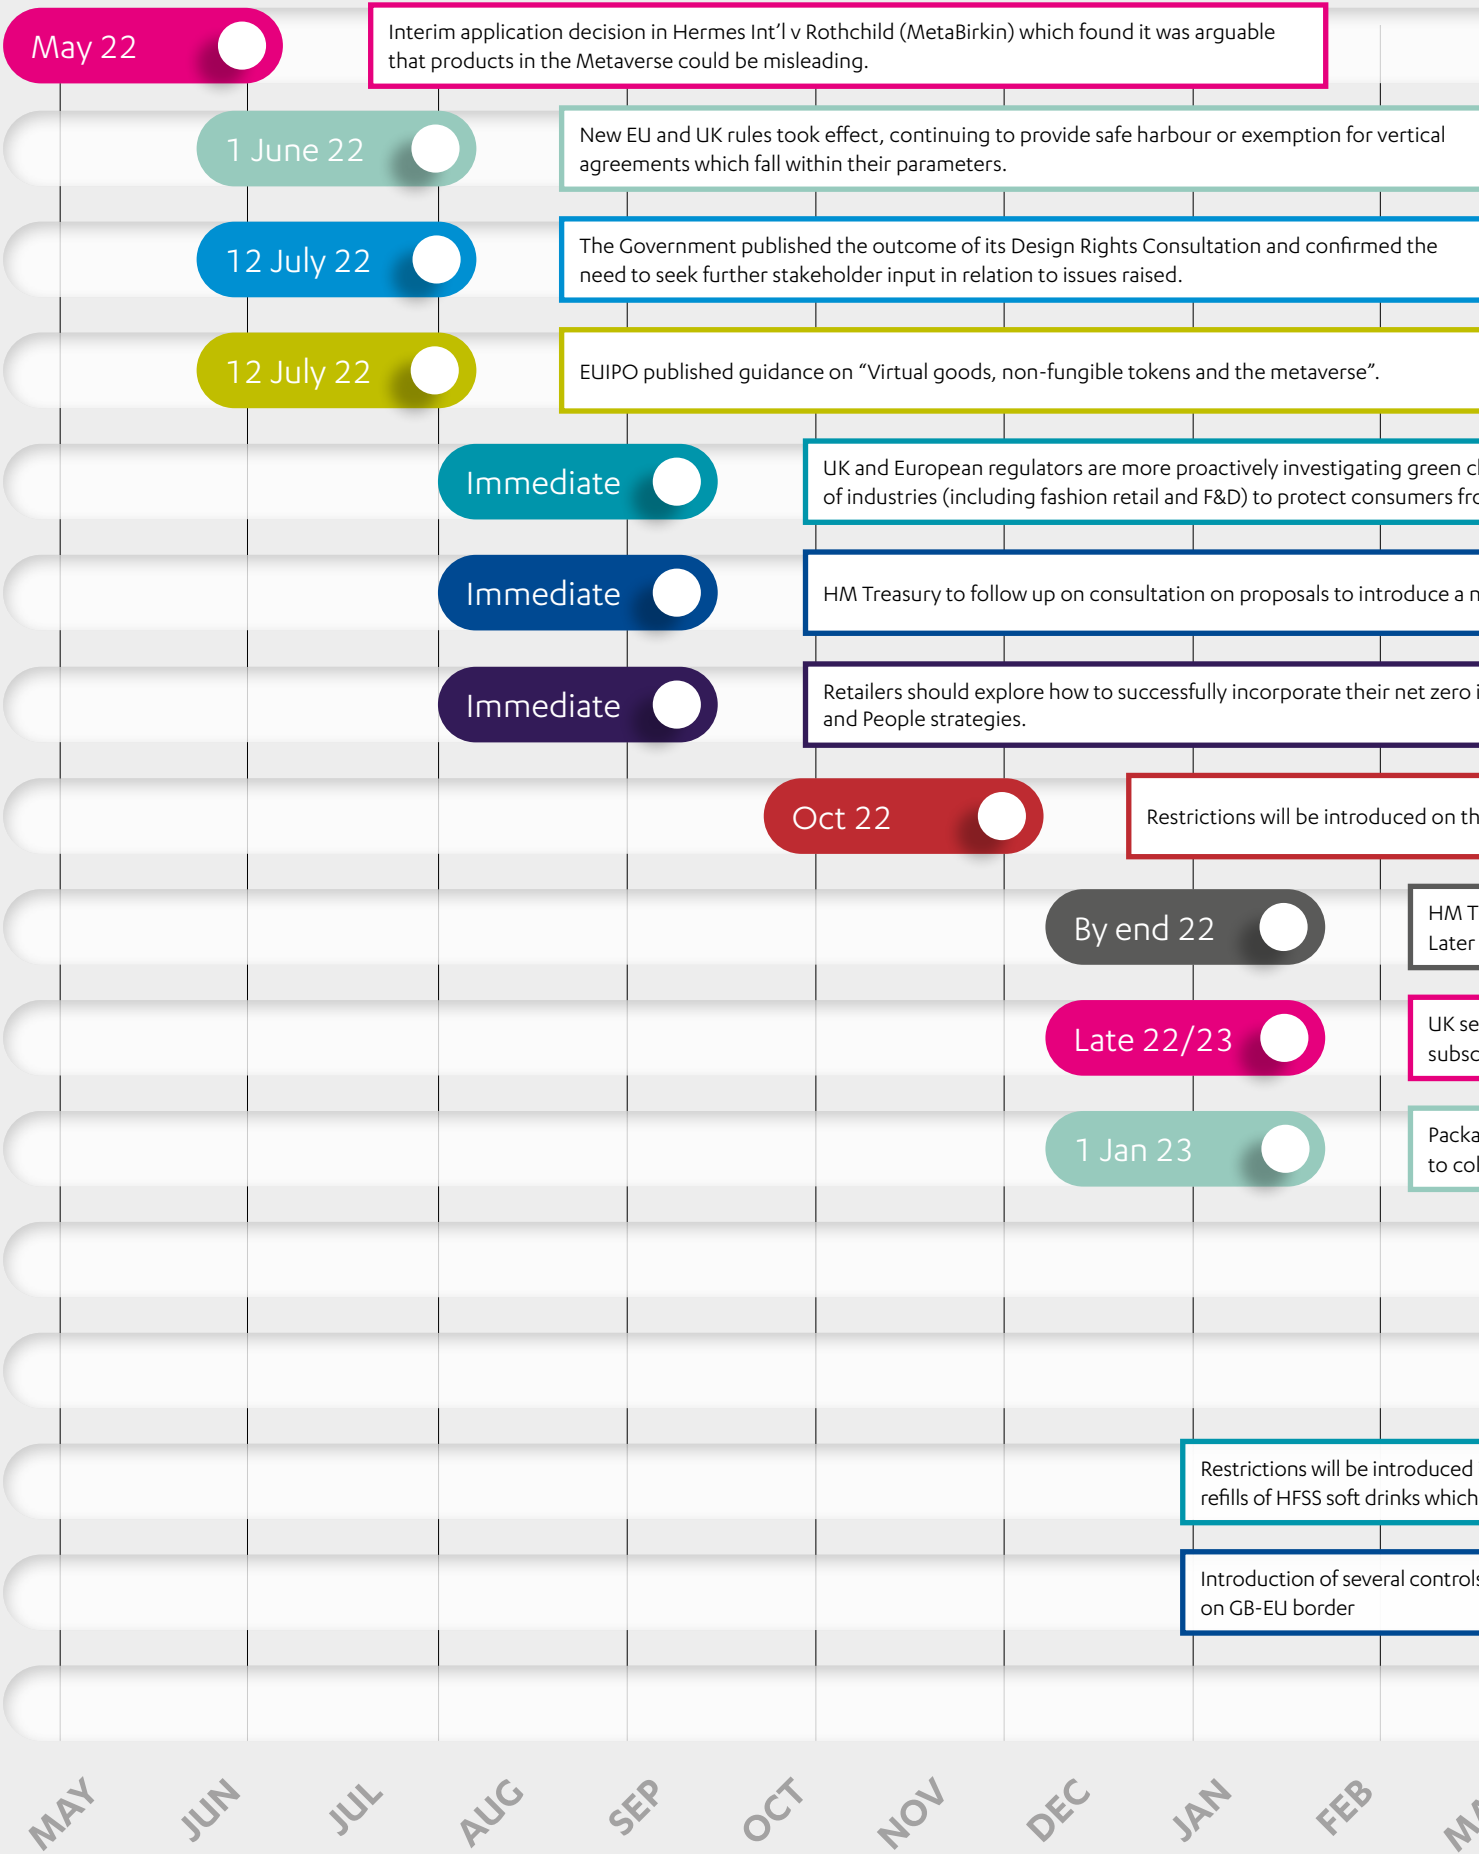 May 22
Interim application decision in Hermes Int'l v Rothchild (MetaBirkin) which found it was arguable
that products in the Metaverse could be misleading.
1 June 22
New EU and UK rules took effect, continuing to provide safe harbour or exemption for vertical
agreements which fall within their parameters.
12 July 22
The Government published the outcome of its Design Rights Consultation and confirmed the
need to seek further stakeholder input in relation to issues raised.
12 July 22
EUIPO published guidance on “Virtual goods, non-fungible tokens and the metaverse”.
Immediate
UK and European regulators are more proactively investigating green
of industries (including fashion retail and F&D) to protect consumers
Immediate
HM Treasury to follow up on consultation on proposals to introduce a
Immediate
Retailers should explore how to successfully incorporate their net zero
and People strategies.
Oct 22
Restrictions will be introduced on
By end 22
HM
Later
Late 22/23
UK
1 Jan 23
to
Restrictions will be introduced
refills of HFSS soft drinks which
Introduction of several controls
on GB-EU border
MAY
JUN
JUL
AUG
SEP
OCT
NOV
DEC
JAN
FEB